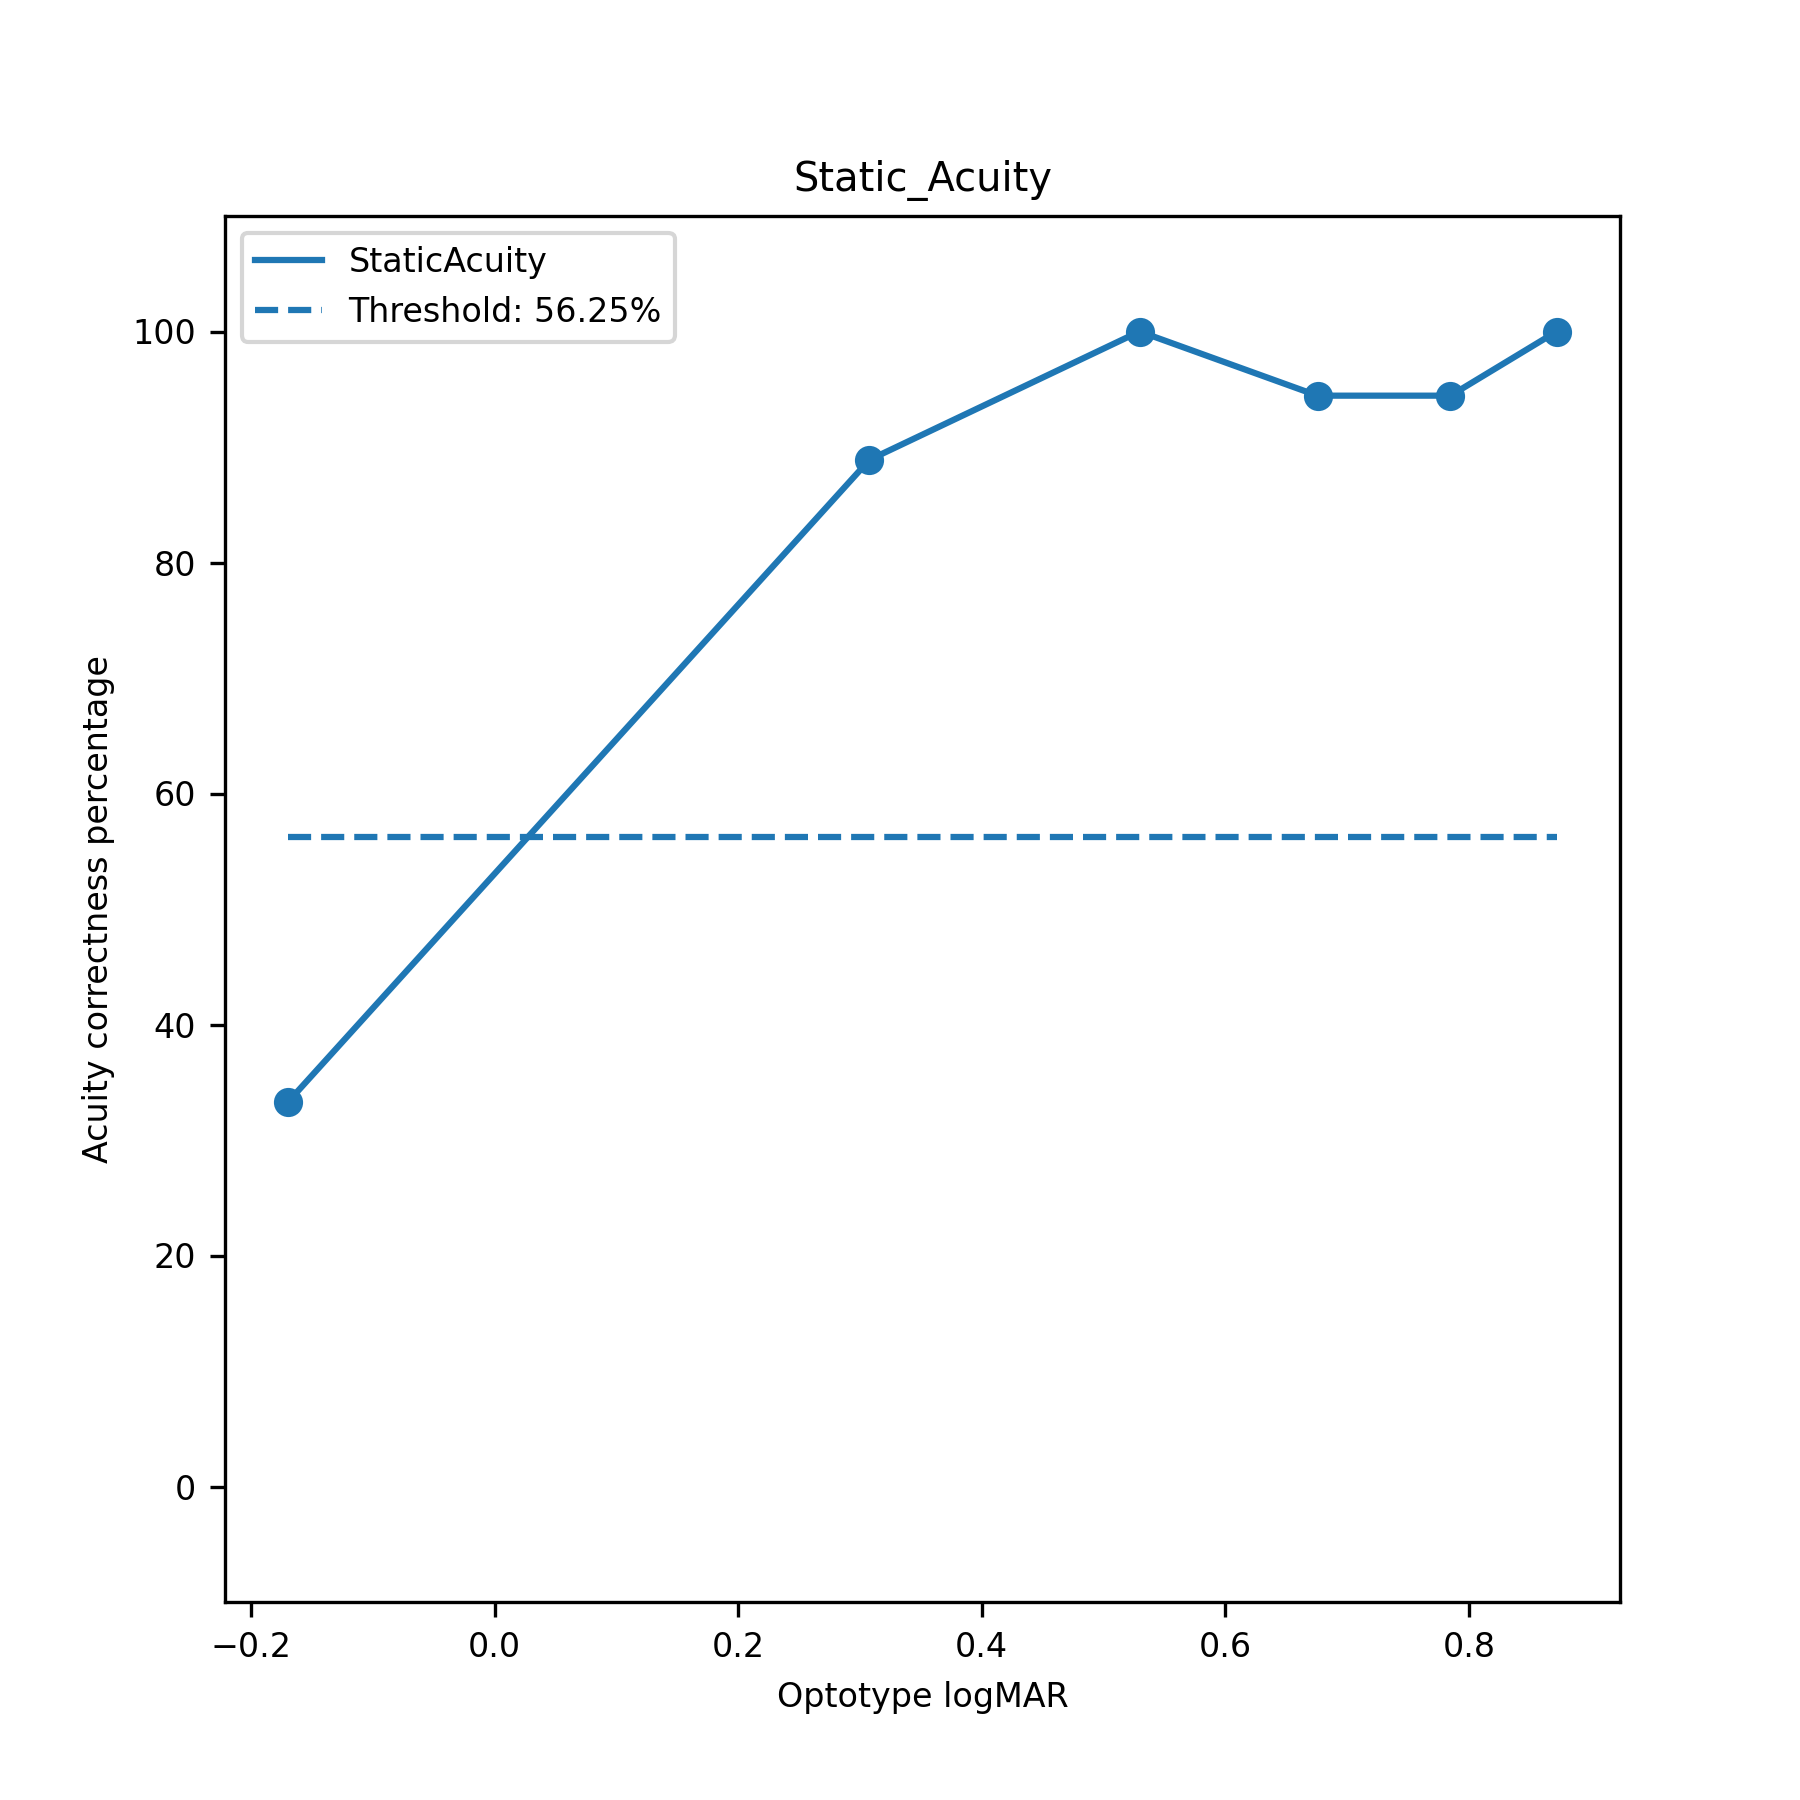 Static_Acuity
StaticAcuity
Threshold: 56.25%
100
80
60
40
20
0
Acuity correctness percentage
−0.2 0.0 0.2 0.4 0.6 0.8
Optotype logMAR